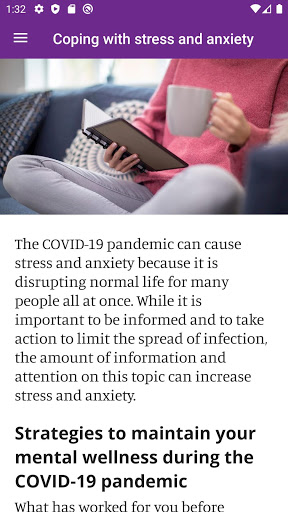 1:32
Coping with stress and anxiety
The COVID-19 pandemic can cause
stress and anxiety because it is
disrupting normal life for many
people all at once. While it is
important to be informed and to take
action to limit the spread of infection,
the amount of information and
attention on this topic can increase
stress and anxiety.
Strategies to maintain your
mental wellness during the
COVID-19 pandemic
What has worked for you before